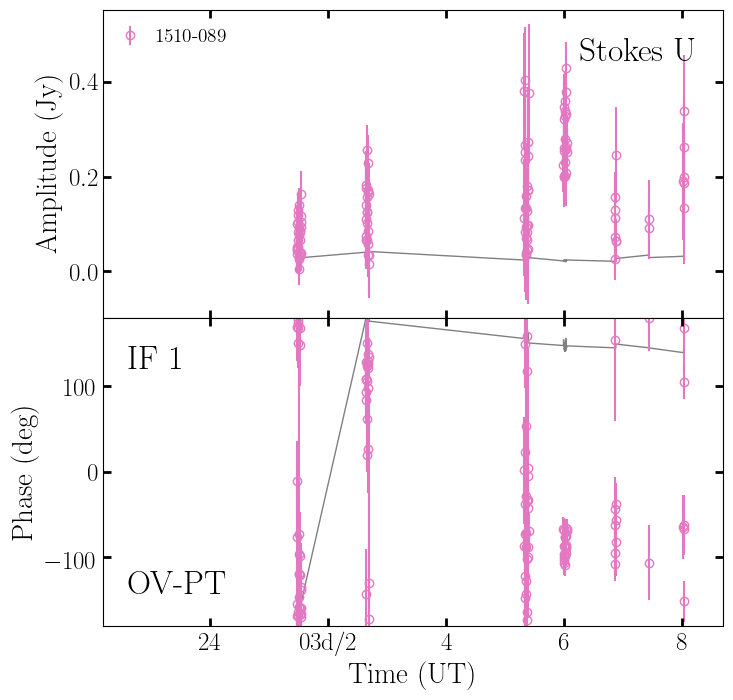 1510-089
Stokes U
0.4
0.2
0.0
Amplitude (Jy)
IF 1
100
0
−100
Phase (deg)
OV-PT
24 03d/2 4 6 8
Time (UT)